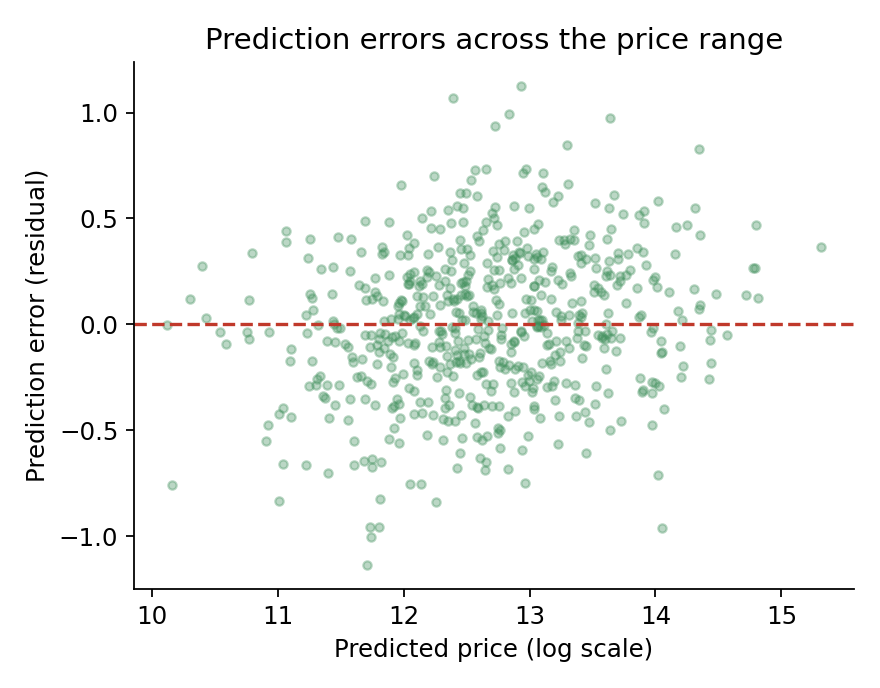 Prediction errors across the price range
Prediction error (residual)
1.0
0.5
0.0
−0.5
−1.0
10 11 12 13 14 15
Predicted price (log scale)